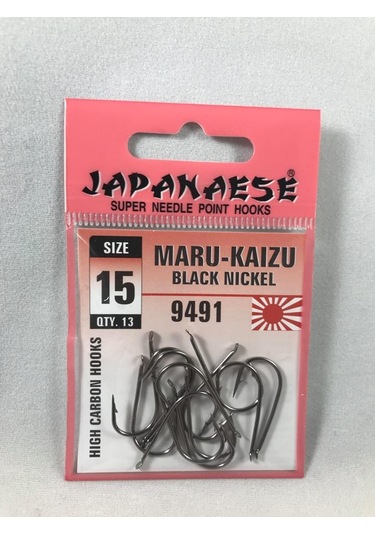 JAPANAESE®
SUPER NEEDLE POINT HOOKS
SIZE
15
QTY. 13
MARU-KAIZU
BLACK NICKEL
9491
HIGH CARBON HOOKS